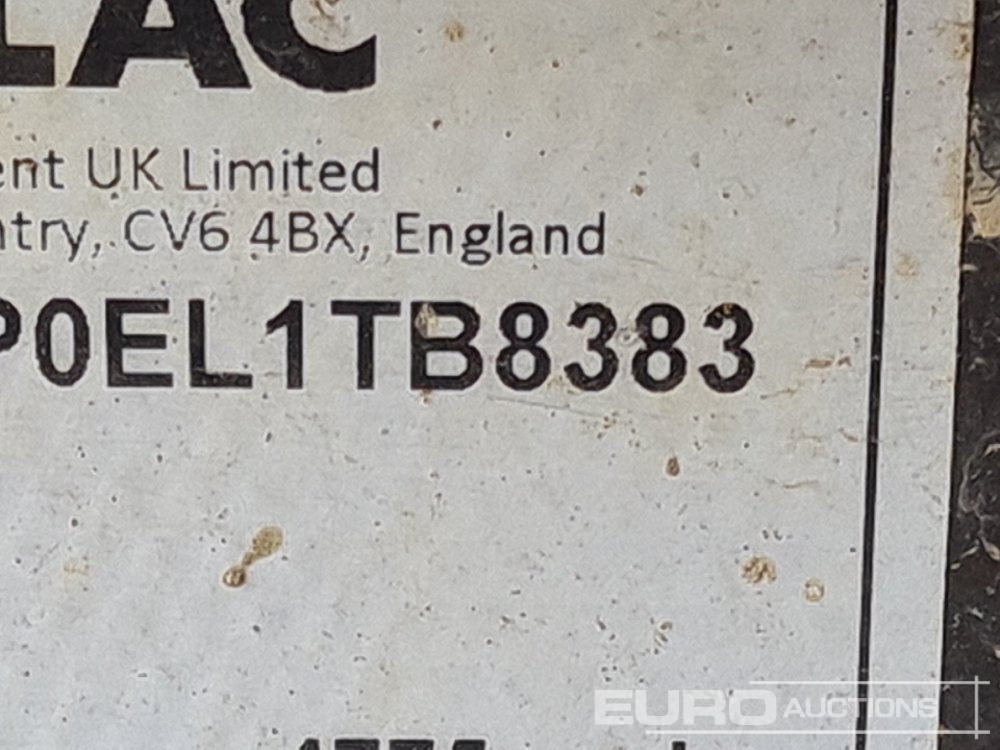 LAC
ent UK Limited
ntry, CV6 4BX, England
P0EL1TB8383
EURO AUCTIONS